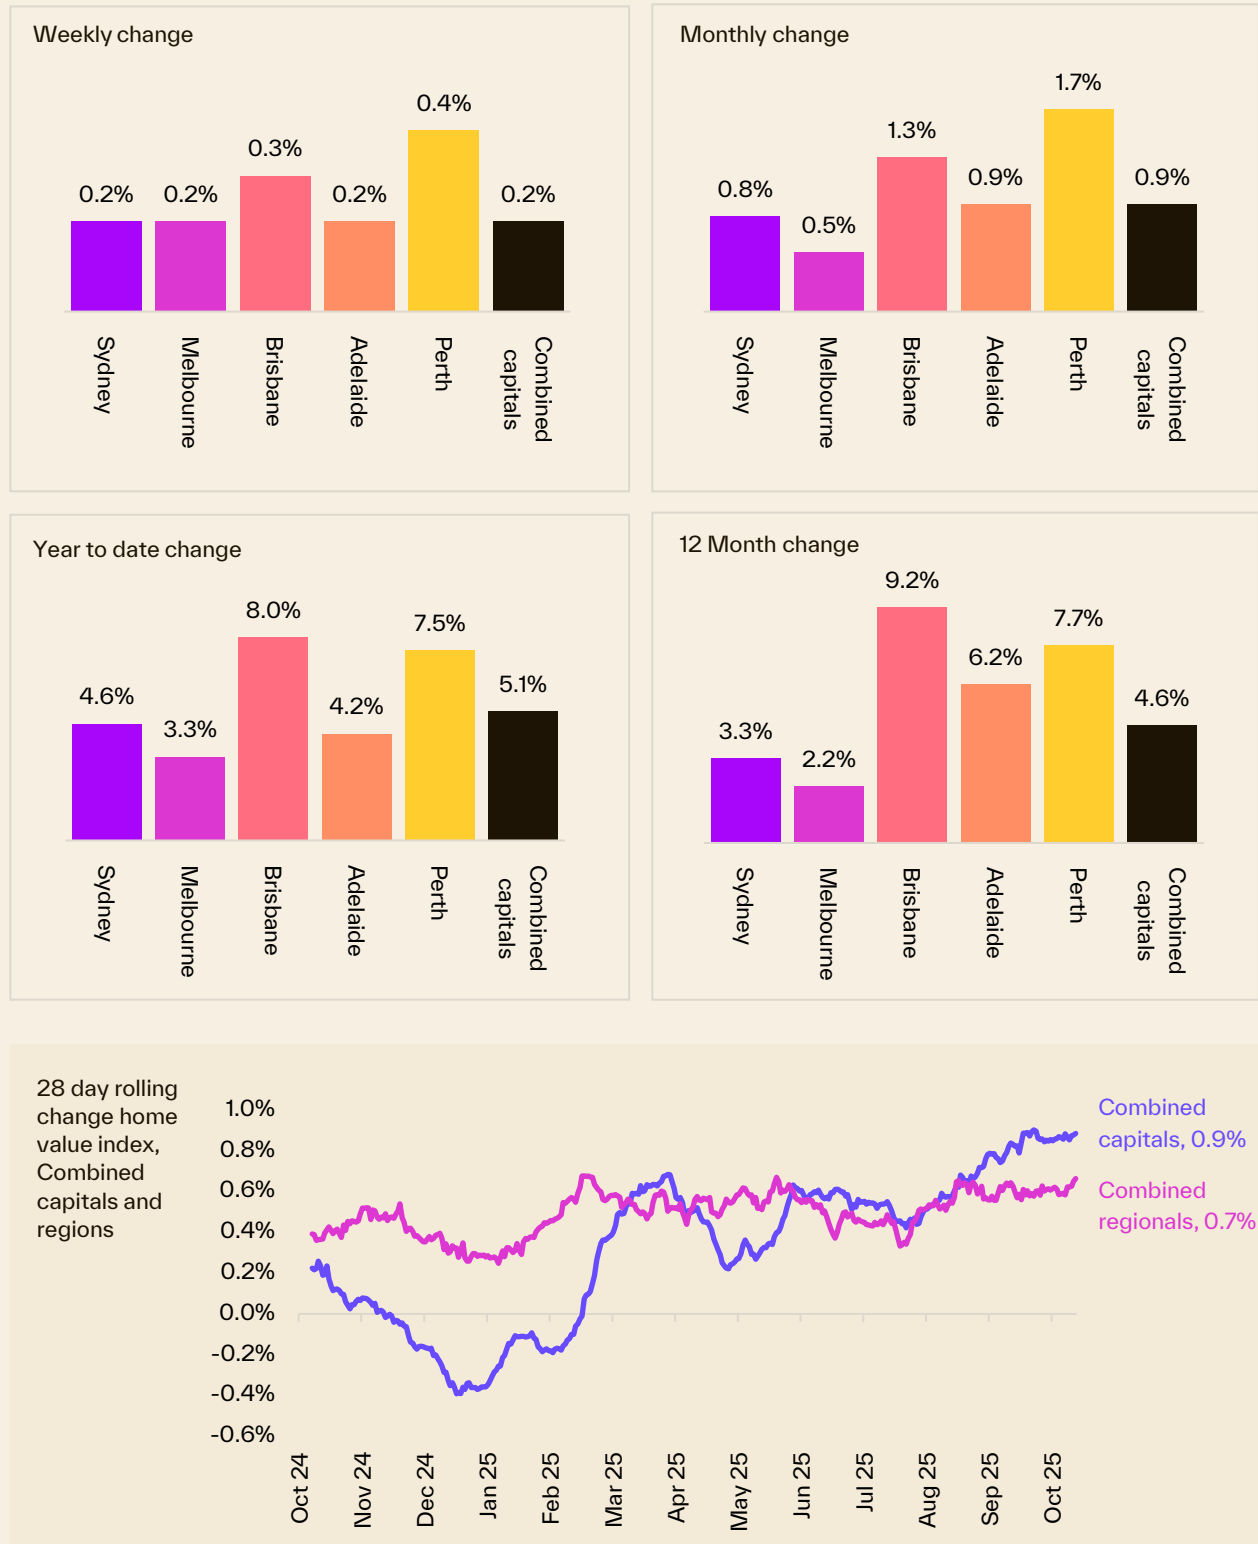 Weekly change
0.2%
0.2%
0.3%
0.2%
0.4%
0.2%
Sydney
Melbourne
Brisbane
Adelaide
Perth
Combined
capitals
Monthly change
0.8%
0.5%
1.3%
0.9%
1.7%
0.9%
Sydney
Melbourne
Brisbane
Adelaide
Perth
Combined
capitals
Year to date change
4.6%
3.3%
8.0%
4.2%
7.5%
5.1%
Sydney
Melbourne
Brisbane
Adelaide
Perth
Combined
capitals
12 Month change
3.3%
2.2%
9.2%
6.2%
7.7%
4.6%
Sydney
Melbourne
Brisbane
Adelaide
Perth
Combined
capitals
28 day rolling
change home
value index,
Combined
capitals and
regions
1.0%
0.8%
0.6%
0.4%
0.2%
0.0%
-0.2%
-0.4%
-0.6%
Oct 24
Nov 24
Dec 24
Jan 25
Feb 25
Mar 25
Apr 25
May 25
Jun 25
Jul 25
Aug 25
Sep 25
Oct 25
Combined
capitals, 0.9%
Combined
regionals, 0.7%